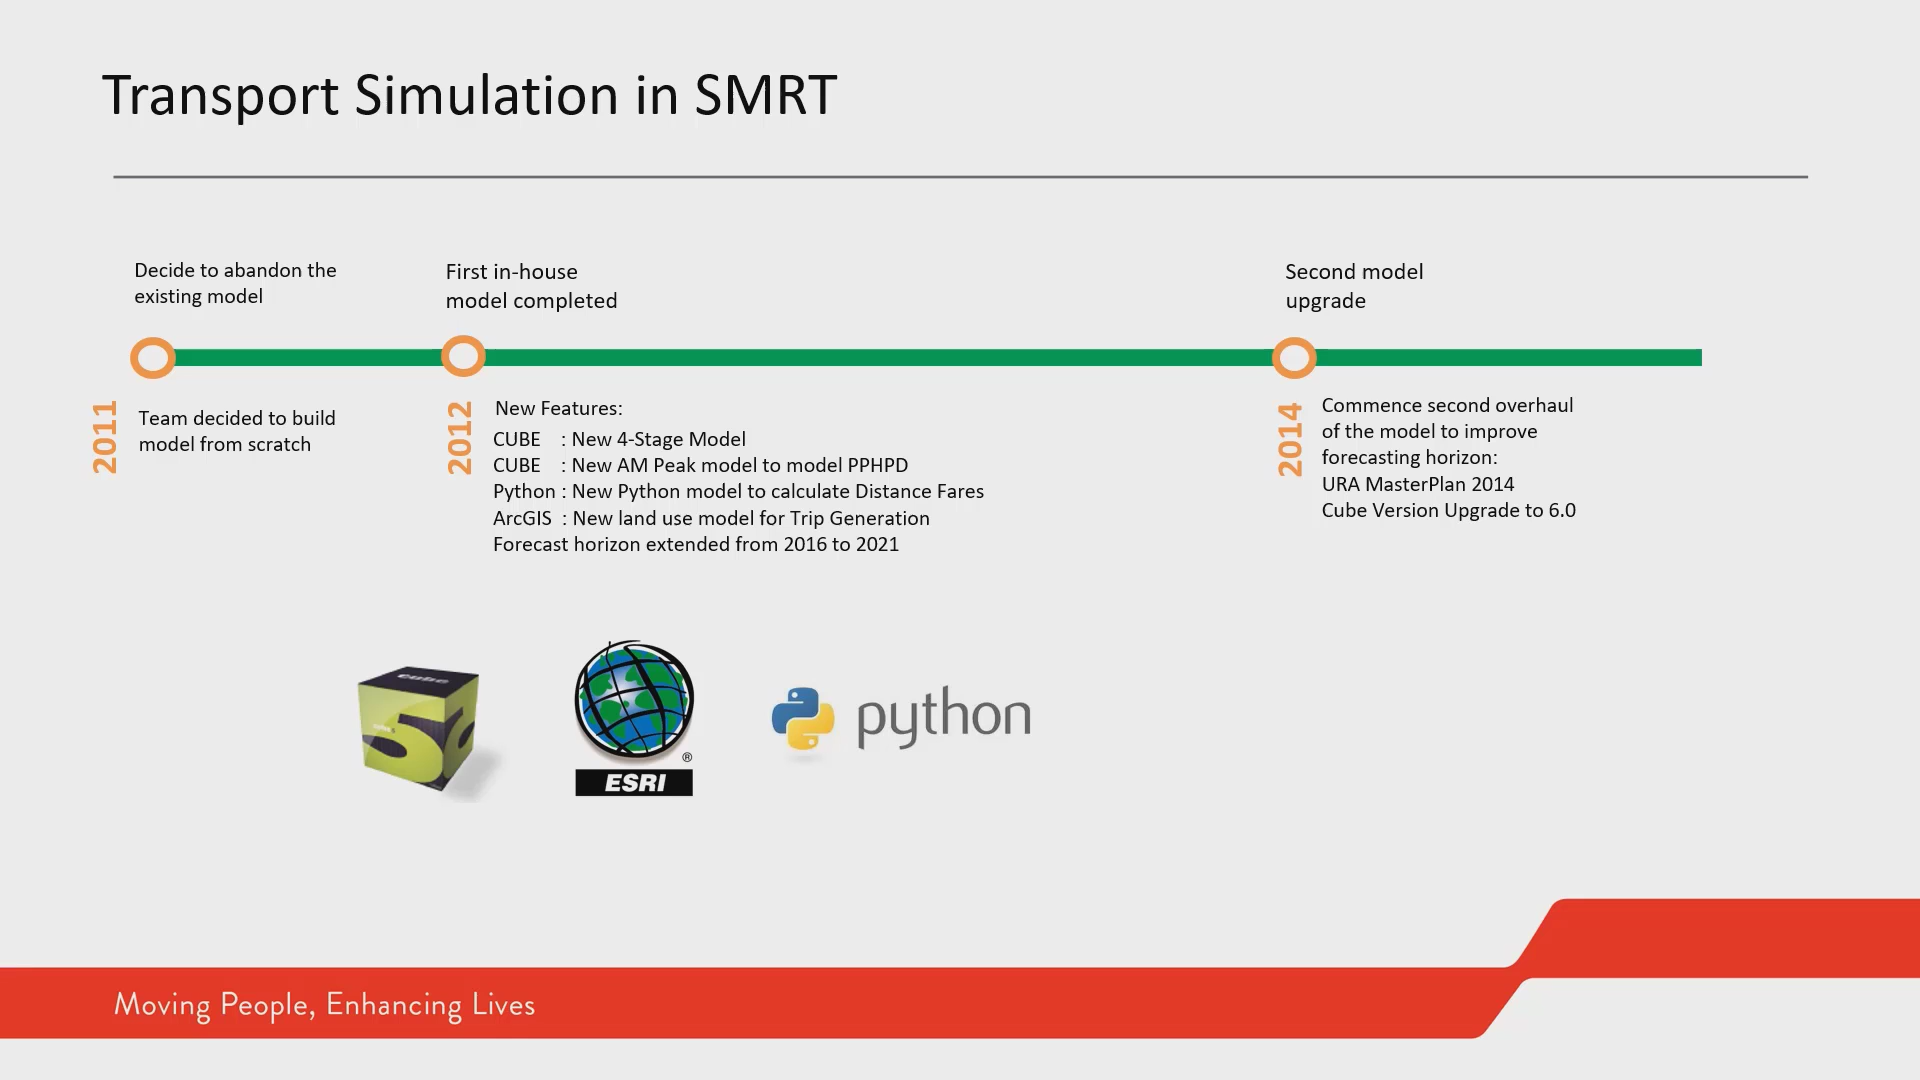 Transport Simulation in SMRT
Decide to abandon the
existing model
First in-house
model completed
Second model
upgrade
2011
Team decided to build
model from scratch
2012
New Features:
CUBE : New 4-Stage Model
CUBE : New AM Peak model to model PPHPD
Python : New Python model to calculate Distance Fares
ArcGIS : New land use model for Trip Generation
Forecast horizon extended from 2016 to 2021
2014
Commence second overhaul
of the model to improve
forecasting horizon:
URA MasterPlan 2014
Cube Version Upgrade to 6.0
cube
5
®
ESRI
python
Moving People, Enhancing Lives